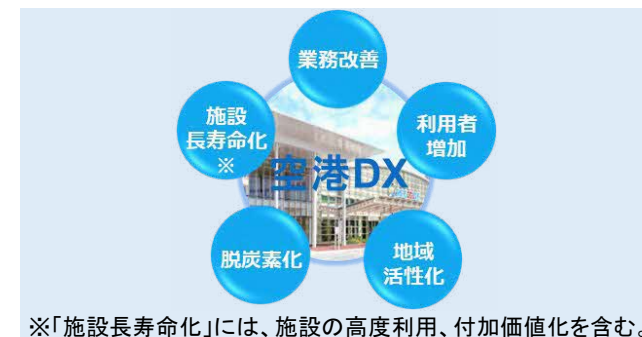 業務改善
施設
長寿命化
※
利用者
増加
空港DX
脱炭素化
地域
活性化
※「施設長寿命化」には、施設の高度利用、付加価値化を含む。